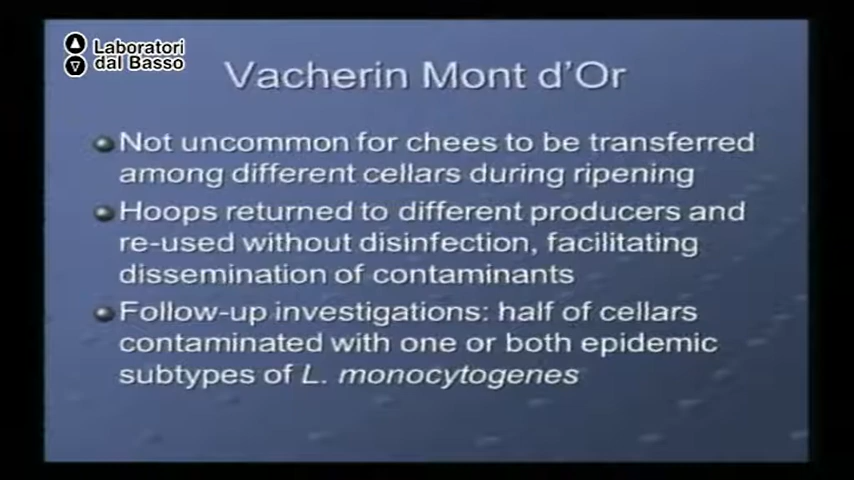 Laboratori
dal Basso
Vacherin Mont d'Or
Not uncommon for chees to be transferred
among different cellars during ripening
Hoops returned to different producers and
re-used without disinfection, facilitating
dissemination of contaminants
Follow-up investigations: half of cellars
contaminated with one or both epidemic
subtypes of L. monocytogenes